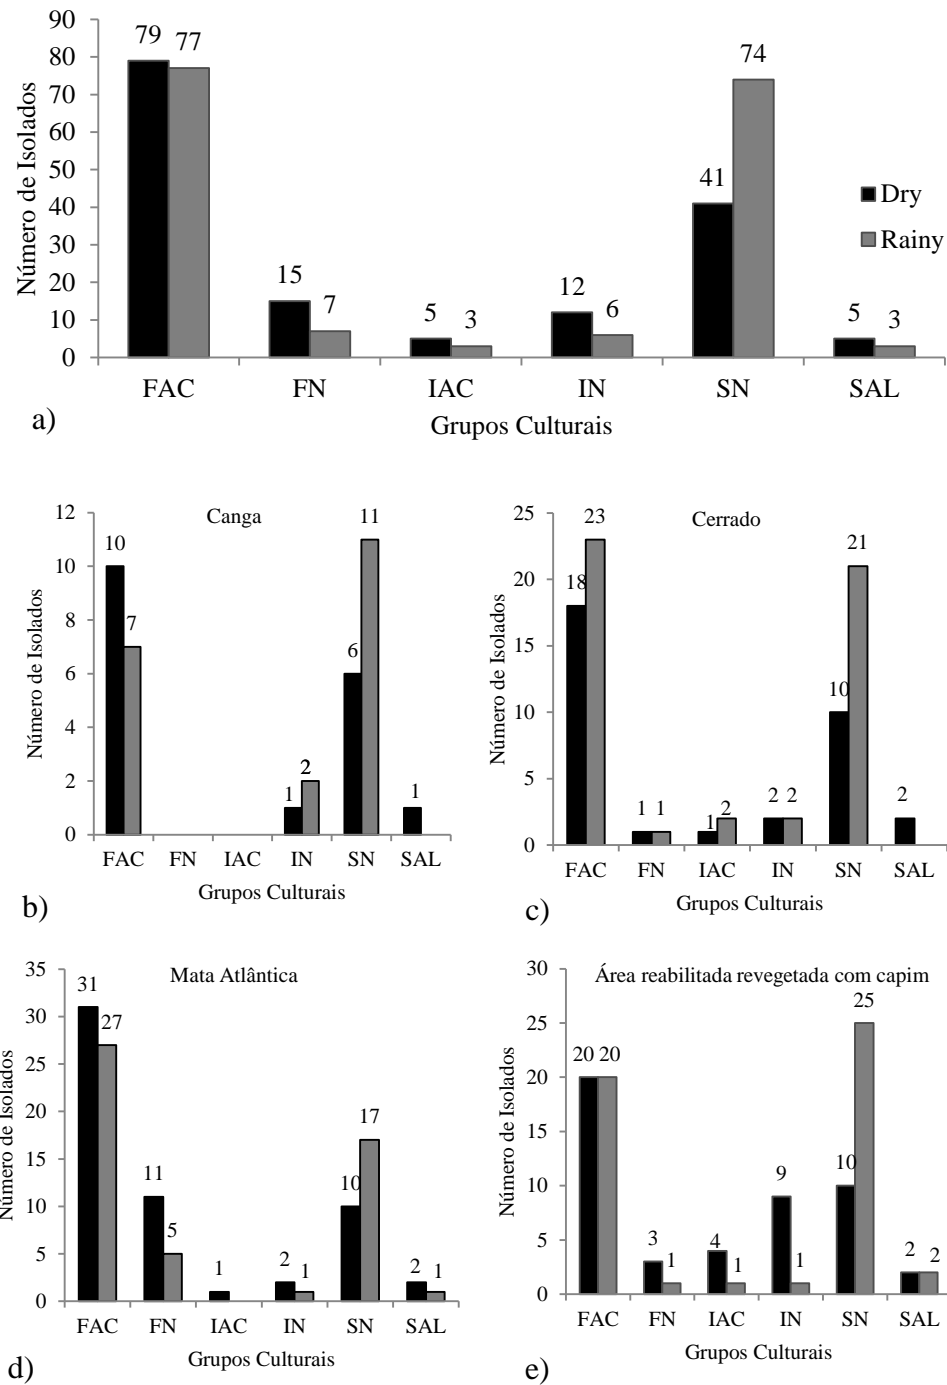 90
80
70
60
50
40
30
20
10
0
Número de Isolados
79 77
15 7
5 3
12 6
41 74
5 3
Dry
Rainy
FAC FN IAC IN SN SAL
Grupos Culturais
a)
Canga
12
10
8
6
4
2
0
Número de Isolados
10 7
1 2
6 11
1
FAC FN IAC IN SN SAL
Grupos Culturais
b)
Cerrado
25
20
15
10
5
0
Número de Isolados
18 23
1 1
1 2
2 2
10 21
2
FAC FN IAC IN SN SAL
Grupos Culturais
c)
Mata Atlântica
35
30
25
20
15
10
5
0
Número de Isolados
31 27
11 5
1
2 1
10 17
2 1
FAC FN IAC IN SN SAL
Grupos Culturais
d)
Área reabilitada revegetada com capim
30
25
20
15
10
5
0
Número de Isolados
20 20
3 1
4 1
9 1
10 25
2 2
FAC FN IAC IN SN SAL
Grupos Culturais
e)